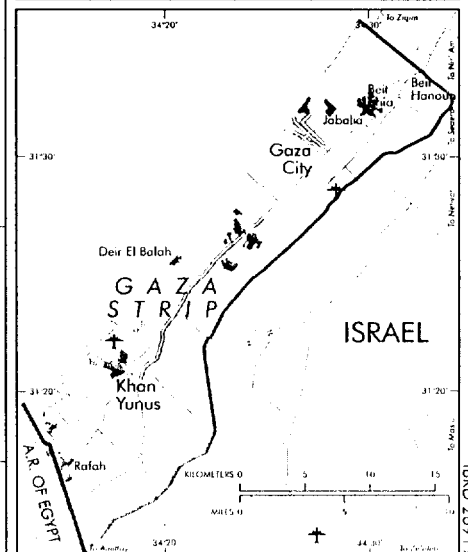 34°20'
34°30'
To Ziqim
Beit
Beit
Hanoun
Jabalia
Gaza
City
31°30'
31°30'
Deir El Balah
GAZA
STRIP
ISRAEL
Khan
Yunus
31°20'
31°20'
Rafah
A.R. OF EGYPT
KILOMETERS 0 5 10 15
MILES 0 5 10
34°20'
34°30'